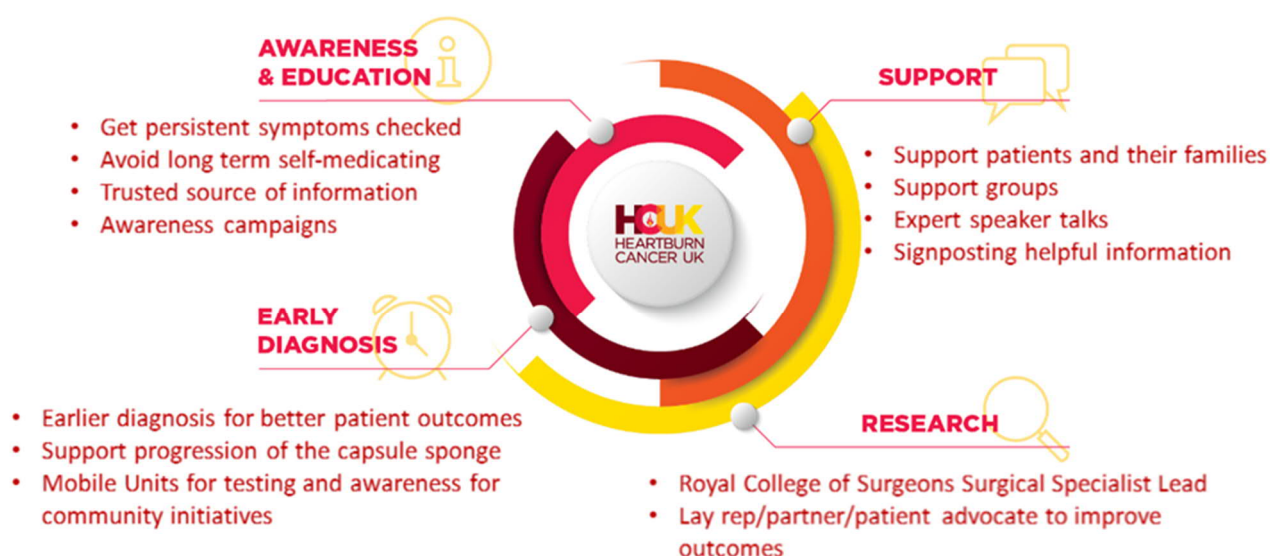 AWARENESS
& EDUCATION
• Get persistent symptoms checked
• Avoid long term self-medicating
• Trusted source of information
• Awareness campaigns
SUPPORT
• Support patients and their families
• Support groups
• Expert speaker talks
• Signposting helpful information
HCUK
HEARTBURN
CANCER UK
EARLY
DIAGNOSIS
• Earlier diagnosis for better patient outcomes
• Support progression of the capsule sponge
• Mobile Units for testing and awareness for
community initiatives
RESEARCH
• Royal College of Surgeons Surgical Specialist Lead
• Lay rep/partner/patient advocate to improve
outcomes